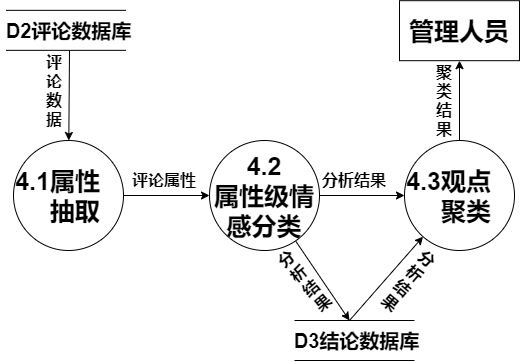 D2评论数据库
管理人员
评论数据
聚类结果
4.1属性
抽取
评论属性
4.2
属性级情
感分类
分析结果
4.3观点
聚类
分析结果
分析结果
D3结论数据库